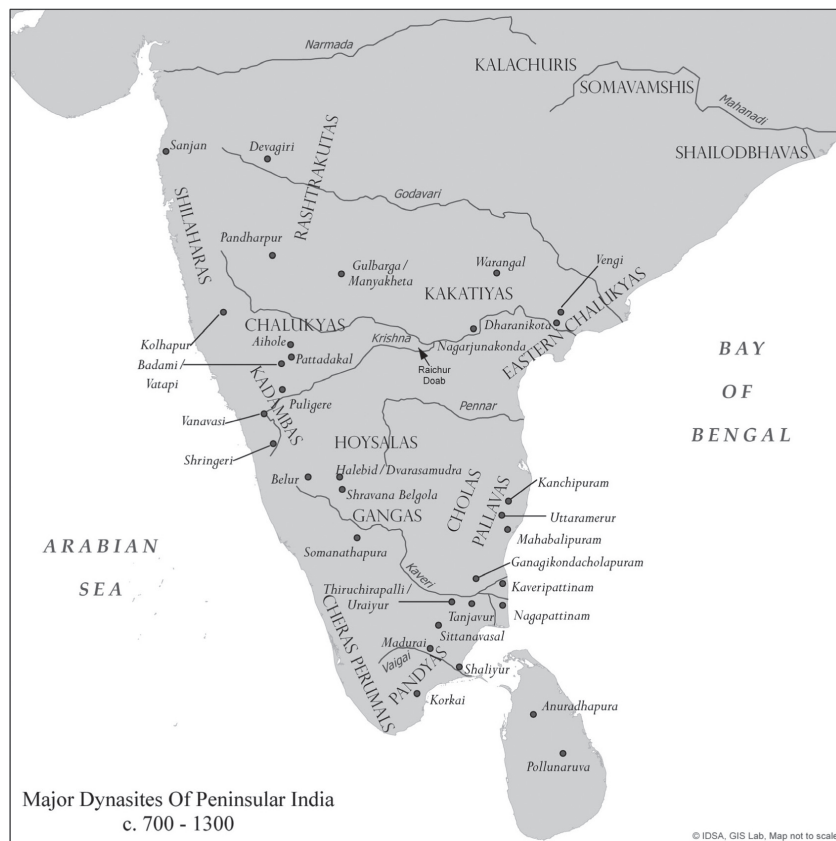 Narmada
KALACHURIS
SOMAVAMSHIS
Mahanadi
SHAILODBHAVAS
Sanjan
Devagiri
RASHTRAKUTAS
Godavari
SHILAHARAS
Pandharpur
Gulbarga /
Manyakheta
Warangal
Vengi
KAKATIYAS
EASTERN CHALUKYAS
Kolhapur
CHALUKYAS
Krishna
Dharanikota
Nagarjunakonda
Aihole
Pattadakal
Badami /
Vatapi
Raichur
Doab
KADAMBAS
Puligere
Vanavasi
Pennar
Shringeri
HOYSALAS
Belur
Halebid / Dvarasamudra
Shravana Belgola
GANGAS
CHOLAS
PALLAVAS
Kanchipuram
Uttaramerur
Mahabalipuram
Somanathapura
Kaveri
Ganagikondacholapuram
Kaveripattinam
Thiruchirapalli /
Uraiyur
Tanjavur
Nagapattinam
Sittanavasal
CHERAS PERUMALS
Madurai
Vaigai
PANDYAS
Shaliyur
Korkai
Anuradhapura
Pollunaruva
ARABIAN
SEA
BAY
OF
BENGAL
Major Dynasites Of Peninsular India
c. 700 - 1300
© IDSA, GIS Lab, Map not to scale